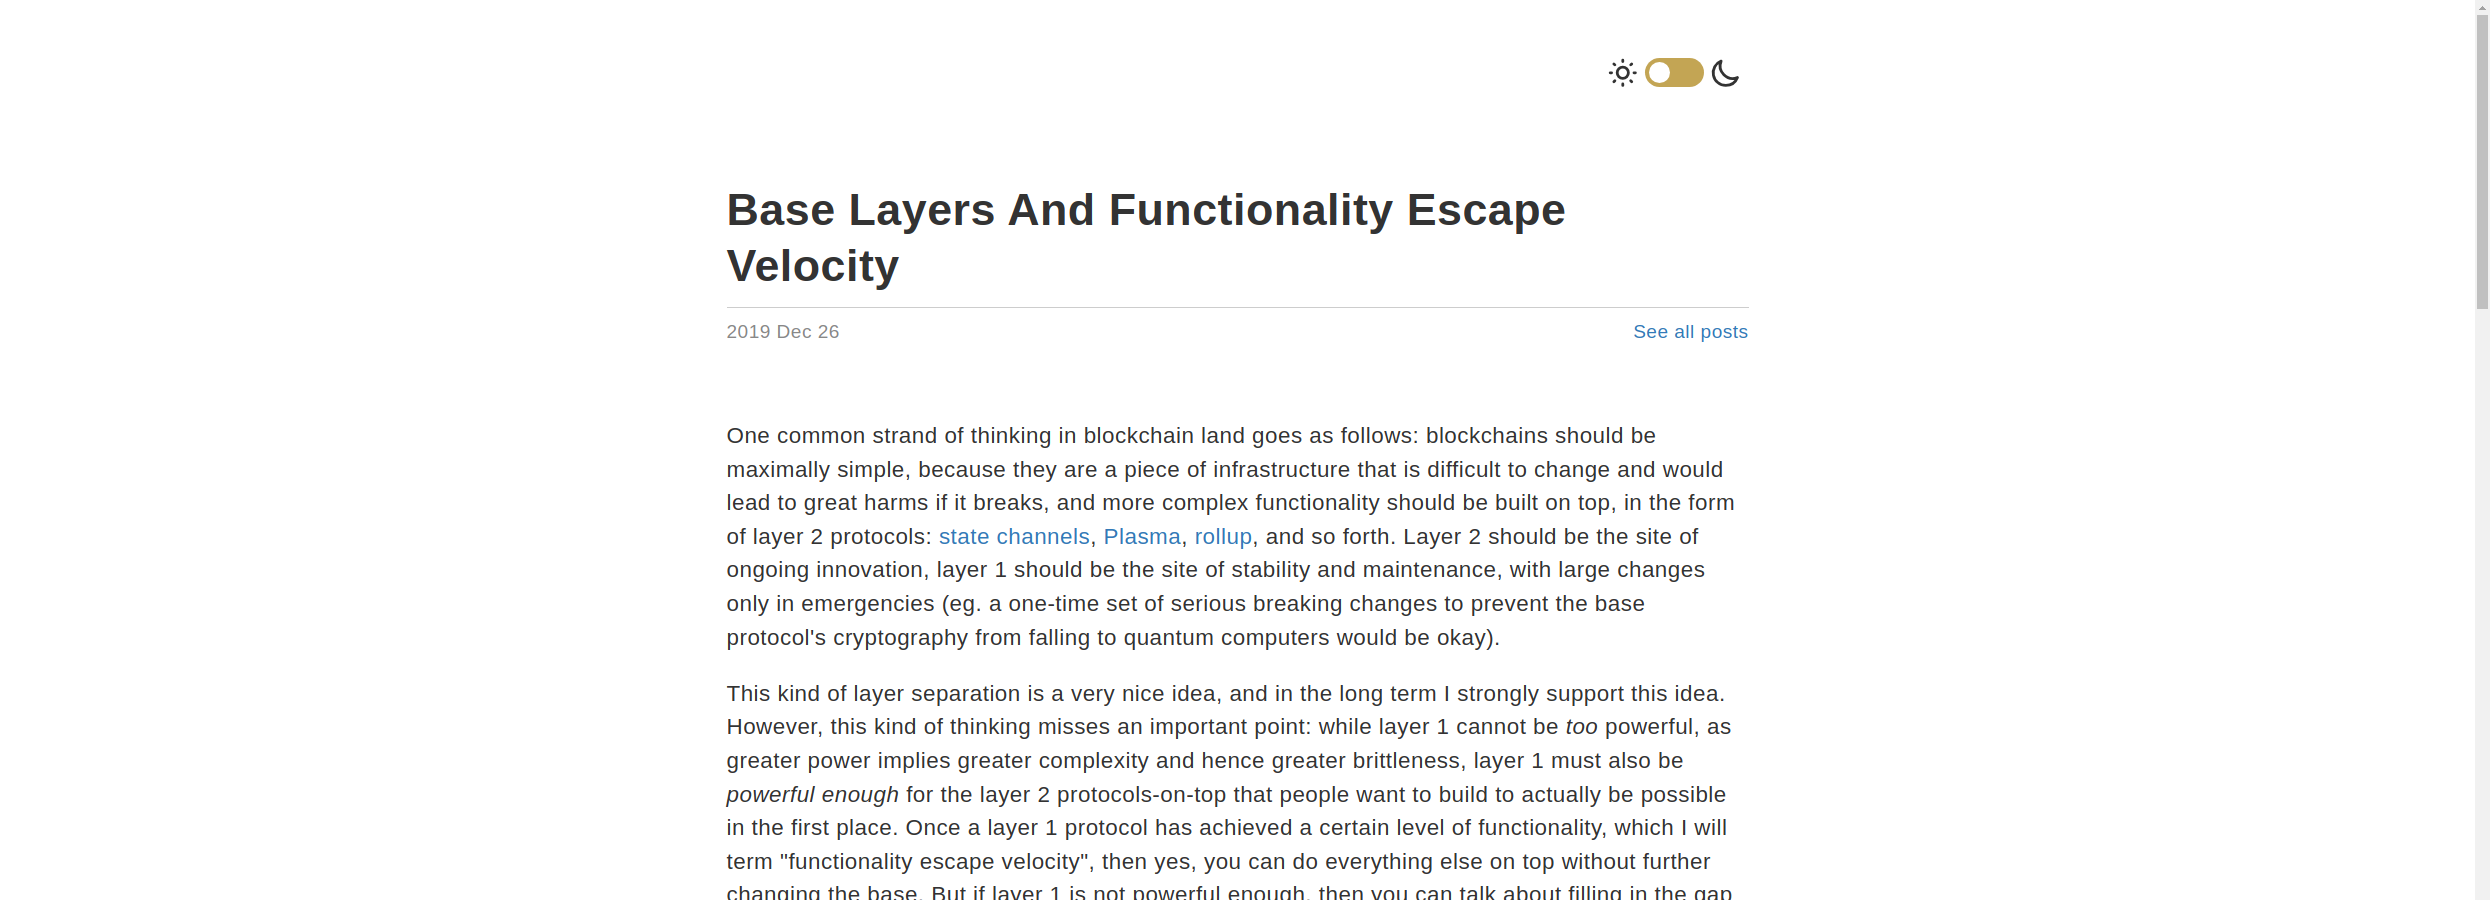 Base Layers And Functionality Escape
Velocity
2019 Dec 26
See all posts
One common strand of thinking in blockchain land goes as follows: blockchains should be
maximally simple, because they are a piece of infrastructure that is difficult to change and would
lead to great harms if it breaks, and more complex functionality should be built on top, in the form
of layer 2 protocols: state channels, Plasma, rollup, and so forth. Layer 2 should be the site of
ongoing innovation, layer 1 should be the site of stability and maintenance, with large changes
only in emergencies (eg. a one-time set of serious breaking changes to prevent the base
protocol's cryptography from falling to quantum computers would be okay).
This kind of layer separation is a very nice idea, and in the long term I strongly support this idea.
However, this kind of thinking misses an important point: while layer 1 cannot be too powerful, as
greater power implies greater complexity and hence greater brittleness, layer 1 must also be
powerful enough for the layer 2 protocols-on-top that people want to build to actually be possible
in the first place. Once a layer 1 protocol has achieved a certain level of functionality, which I will
term "functionality escape velocity", then yes, you can do everything else on top without further
changing the base. But if layer 1 is not powerful enough, then you can talk about filling in the gap